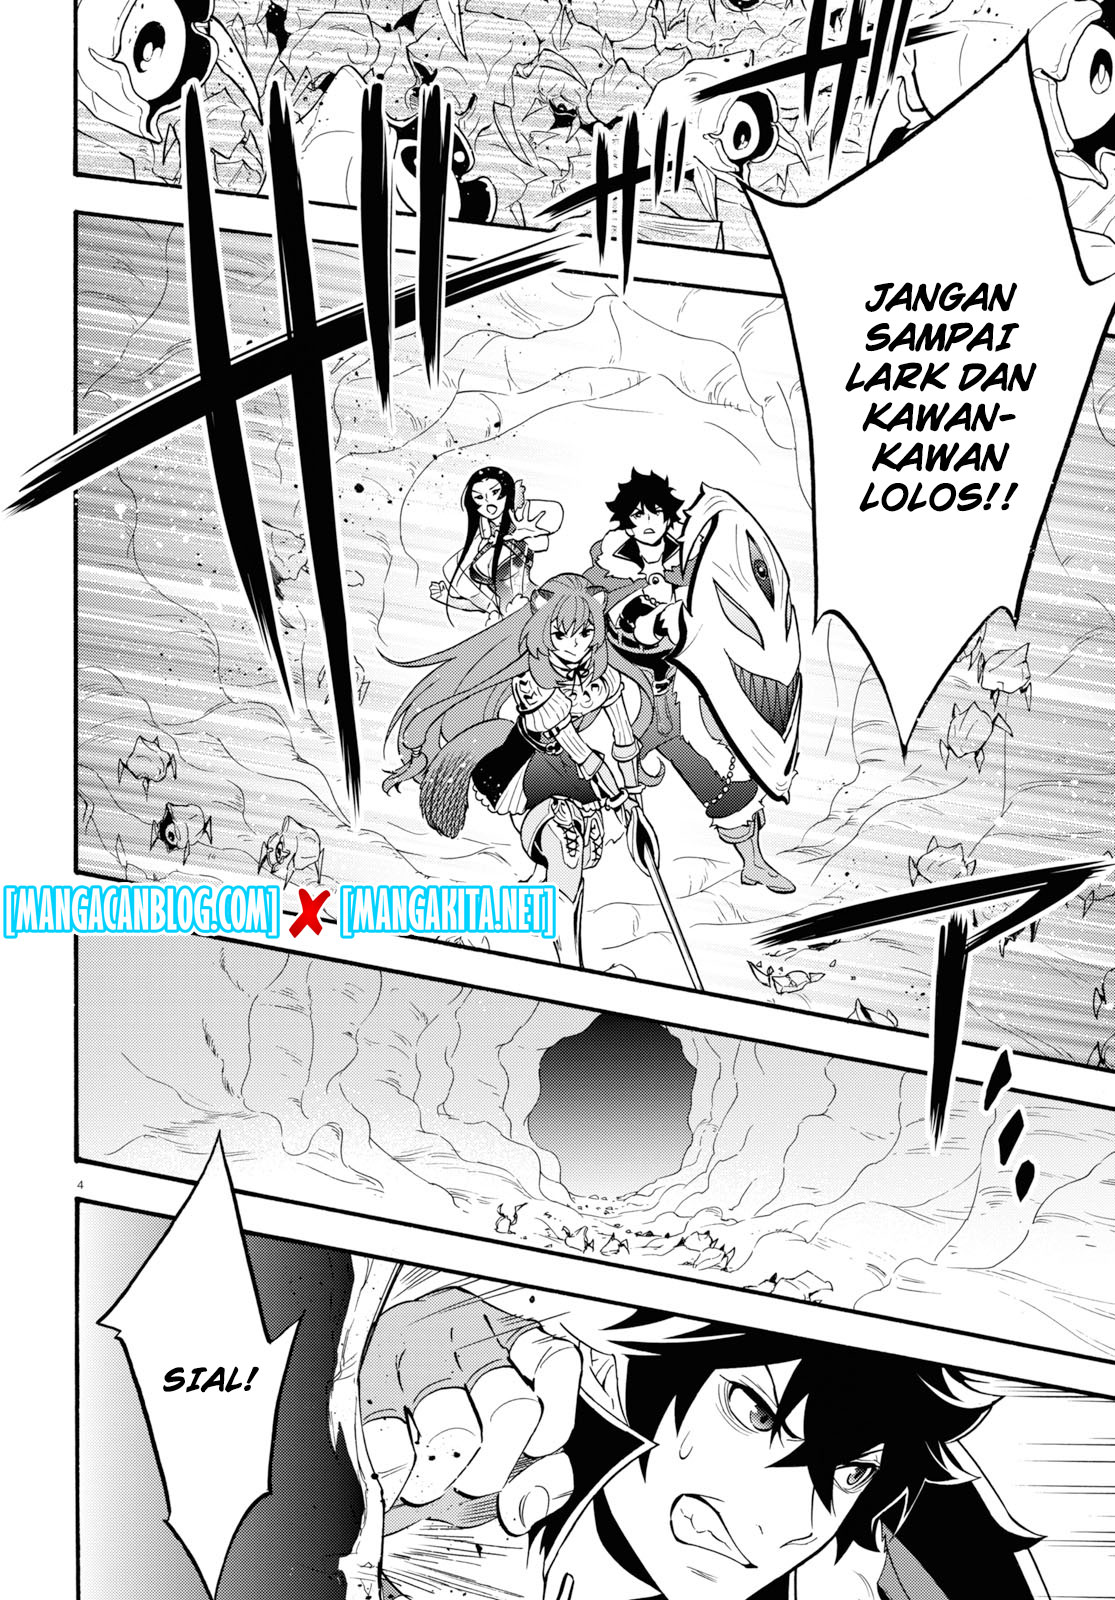 JANGAN
SAMPAI
LARK DAN
KAWAN-
KAWAN
LOLOS!!
[MANGACANBLOG.COM] X [MANGAKITA.NET]
4
SIAL!